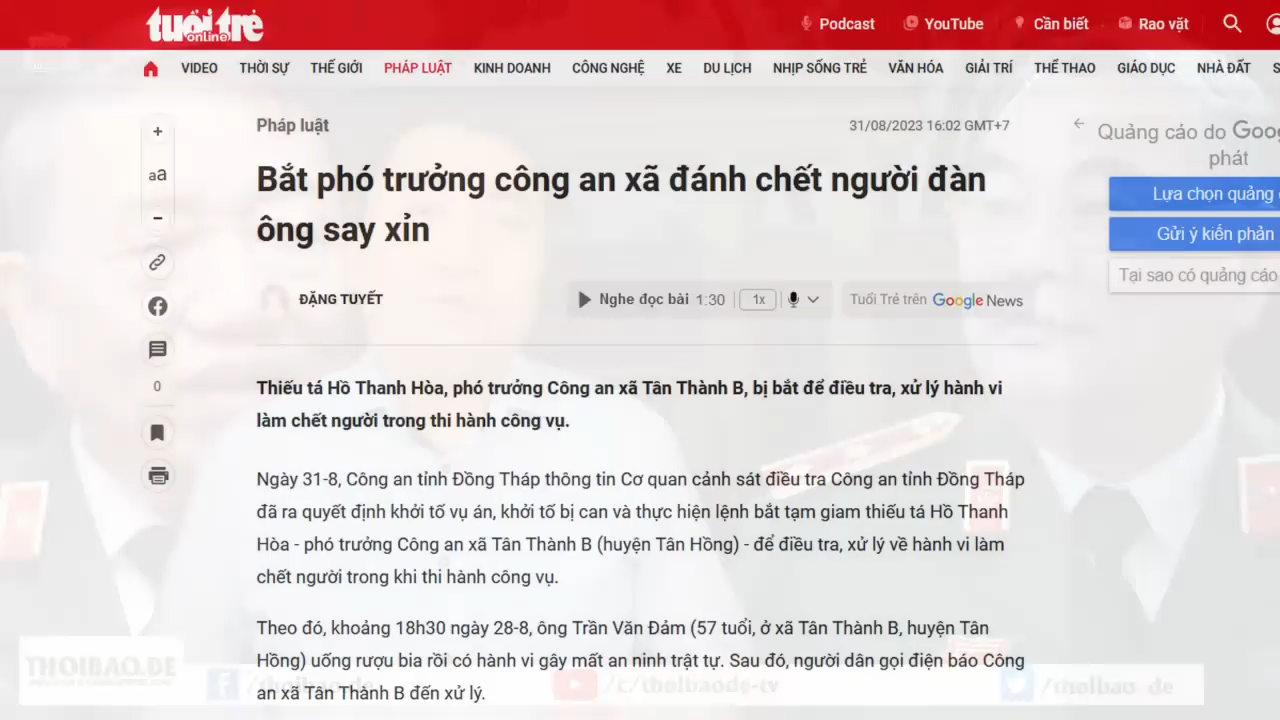 tuổi trẻ
online
Podcast
YouTube
Cần biết
Rao vặt
VIDEO
THỜI SỰ
THẾ GIỚI
PHÁP LUẬT
KINH DOANH
CÔNG NGHỆ
XE
DU LỊCH
NHỊP SỐNG TRẺ
VĂN HÓA
GIẢI TRÍ
THỂ THAO
GIÁO DỤC
NHÀ ĐẤT
Pháp luật
31/08/2023 16:02 GMT+7
Quảng cáo do
phát
+
aa
−
Bắt phó trưởng công an xã đánh chết người đàn
ông say xỉn
Lựa chọn quảng
Gửi ý kiến phản
Tại sao có quảng cáo
ĐẶNG TUYẾT
Nghe đọc bài 1:30
1x
Tuổi Trẻ trên Google News
0
Thiếu tá Hồ Thanh Hòa, phó trưởng Công an xã Tân Thành B, bị bắt để điều tra, xử lý hành vi
làm chết người trong thi hành công vụ.
Ngày 31-8, Công an tỉnh Đồng Tháp thông tin Cơ quan cảnh sát điều tra Công an tỉnh Đồng Tháp
đã ra quyết định khởi tố vụ án, khởi tố bị can và thực hiện lệnh bắt tạm giam thiếu tá Hồ Thanh
Hòa - phó trưởng Công an xã Tân Thành B (huyện Tân Hồng) - để điều tra, xử lý về hành vi làm
chết người trong khi thi hành công vụ.
Theo đó, khoảng 18h30 ngày 28-8, ông Trần Văn Đảm (57 tuổi, ở xã Tân Thành B, huyện Tân
Hồng) uống rượu bia rồi có hành vi gây mất an ninh trật tự. Sau đó, người dân gọi điện báo Công
an xã Tân Thành B đến xử lý.
THOIBAO.DE
/thoibao.de
/c/thoibaode-tv
/thoibao_de